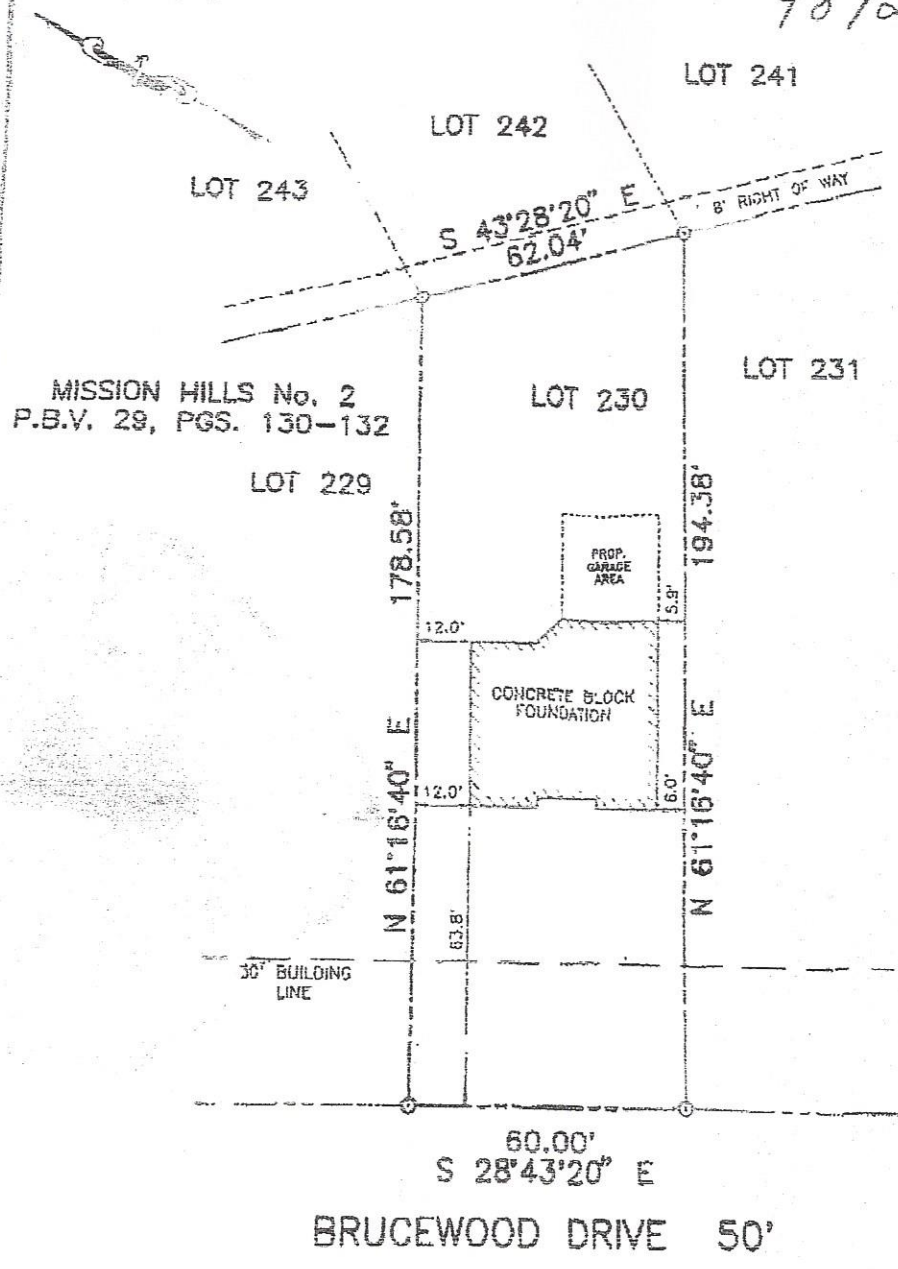 LOT 241
LOT 242
LOT 243
S 43°28'20" E
62.04'
8' RIGHT OF WAY
MISSION HILLS No. 2
P.B.V. 29, PGS. 130-132
LOT 230
LOT 231
LOT 229
178.58'
194.38'
PROP.
GARAGE
AREA
12.0'
5.9'
CONCRETE BLOCK
FOUNDATION
N 61°16'40" E
N 61°16'40" E
12.0'
6.0'
63.8'
30' BUILDING
LINE
60.00'
S 28°43'20" E
BRUCEWOOD DRIVE 50'